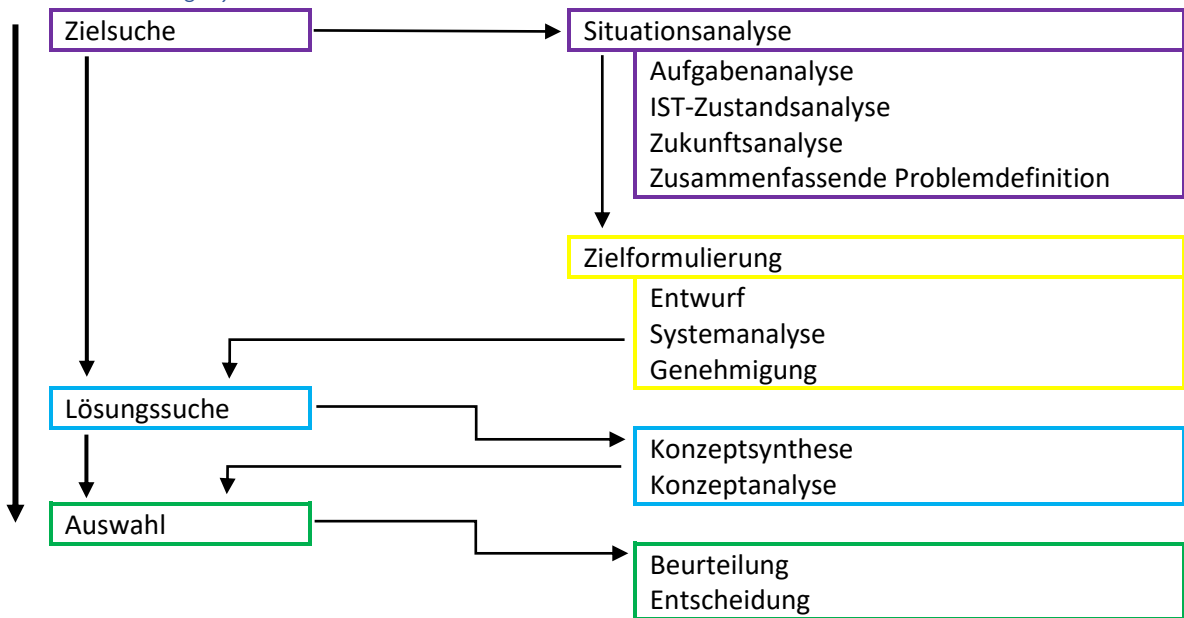 Zielsuche
Situationsanalyse
Aufgabenanalyse
IST-Zustandsanalyse
Zukunftsanalyse
Zusammenfassende Problemdefinition
Zielformulierung
Entwurf
Systemanalyse
Genehmigung
Lösungssuche
Konzeptsynthese
Konzeptanalyse
Auswahl
Beurteilung
Entscheidung